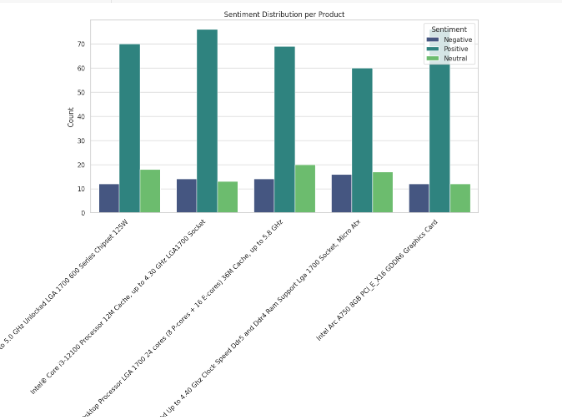 Sentiment Distribution per Product
Sentiment
Negative
Positive
Neutral
Count
70
60
50
40
30
20
10
0
to 5.0 GHz Unlocked LGA 1700 600 Series Chipset 125W
Intel® Core i3-12100 Processor 12M Cache, up to 4.30 GHz LGA1700 Socket
Processor LGA 1700 24 cores (8 P-cores + 16 E-cores) 36M Cache, up to 5.8 GHz
Up to 4.40 Ghz Clock Speed Ddr5 and Ddr4 Ram Support Lga 1700 Socket, Micro Atx
Intel Arc A750 8GB PCI_E_X16 GDDR6 Graphics Card